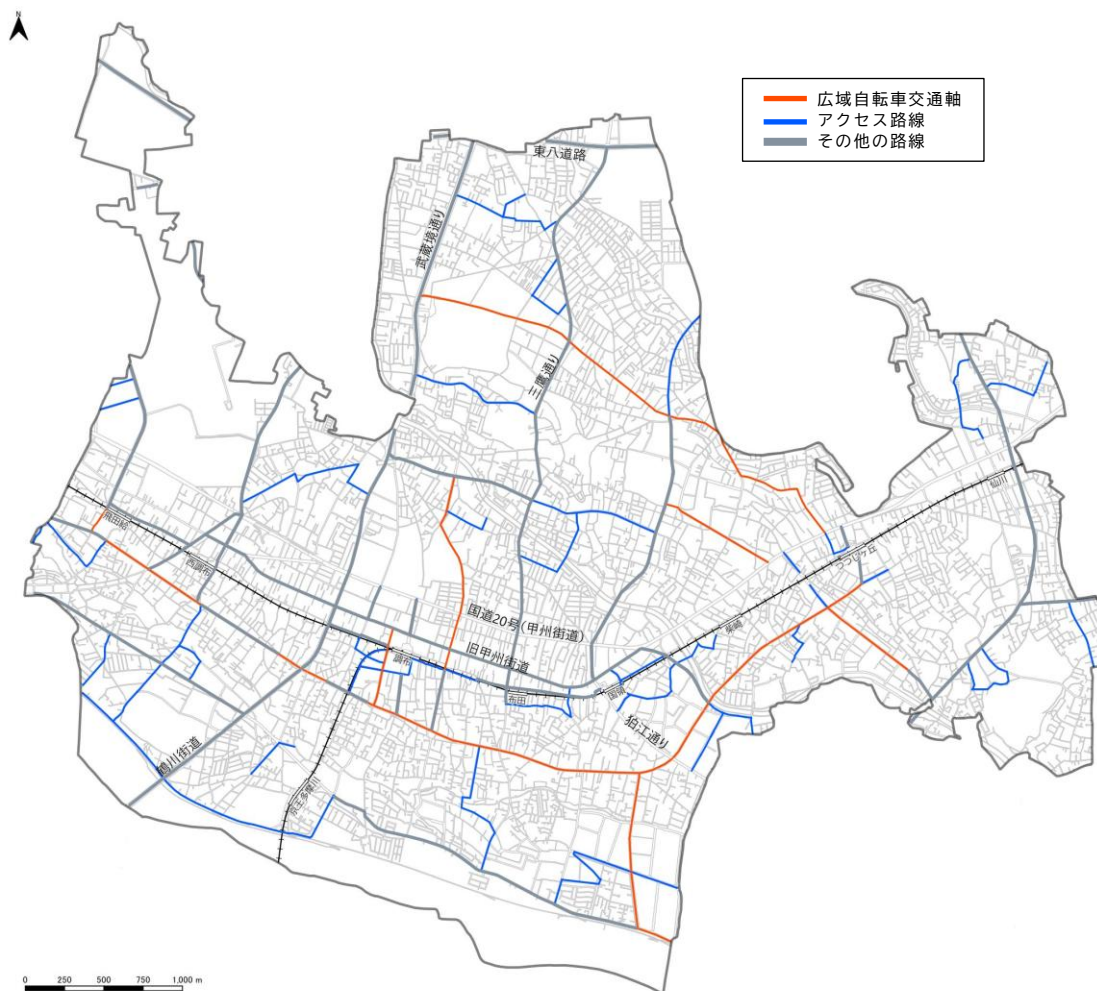 N
広域自転車交通軸
アクセス路線
その他の路線
東八道路
武蔵境通り
三鷹通り
仙川
つつじヶ丘
飛田給
西調布
国道20号(甲州街道)
柴崎
旧甲州街道
調布
布田
国領
狛江通り
鶴川街道
京王多摩川
0 250 500 750 1,000 m